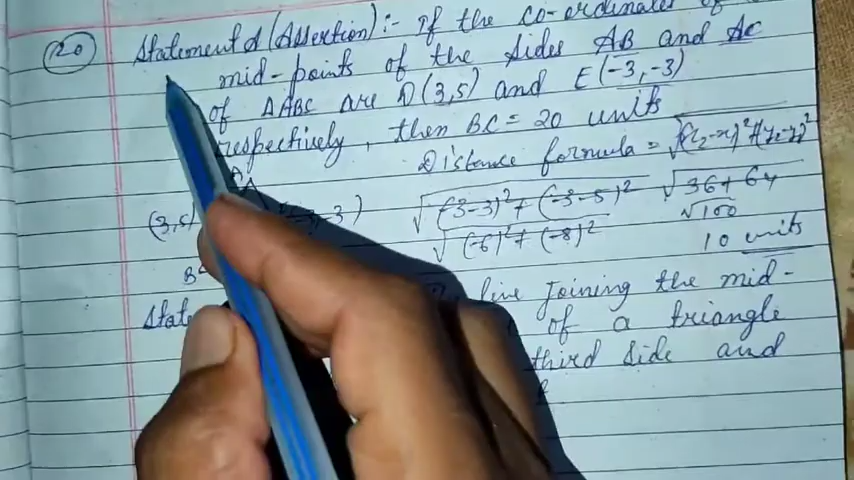 20 Statement A (Assertion):- If the co-ordinates of
mid-points of the sides AB and AC
of ΔABC are D(3,5) and E(-3,-3)
respectively, then BC = 20 units
Distance formula = √(x₂-x₁)²+(y₂-y₁)²
A
(3,5) -3)
√(-3-3)²+(-3-5)² √36+64
√(-6)²+(-8)² √100
10 units
B
line Joining the mid-
of a triangle
third side and